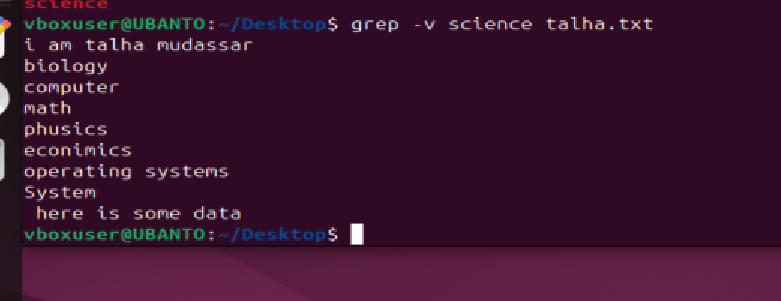 science
vboxuser@UBANTO:~/Desktop$ grep -v science talha.txt
i am talha mudassar
biology
computer
math
phusics
econimics
operating systems
System
 here is some data
vboxuser@UBANTO:~/Desktop$